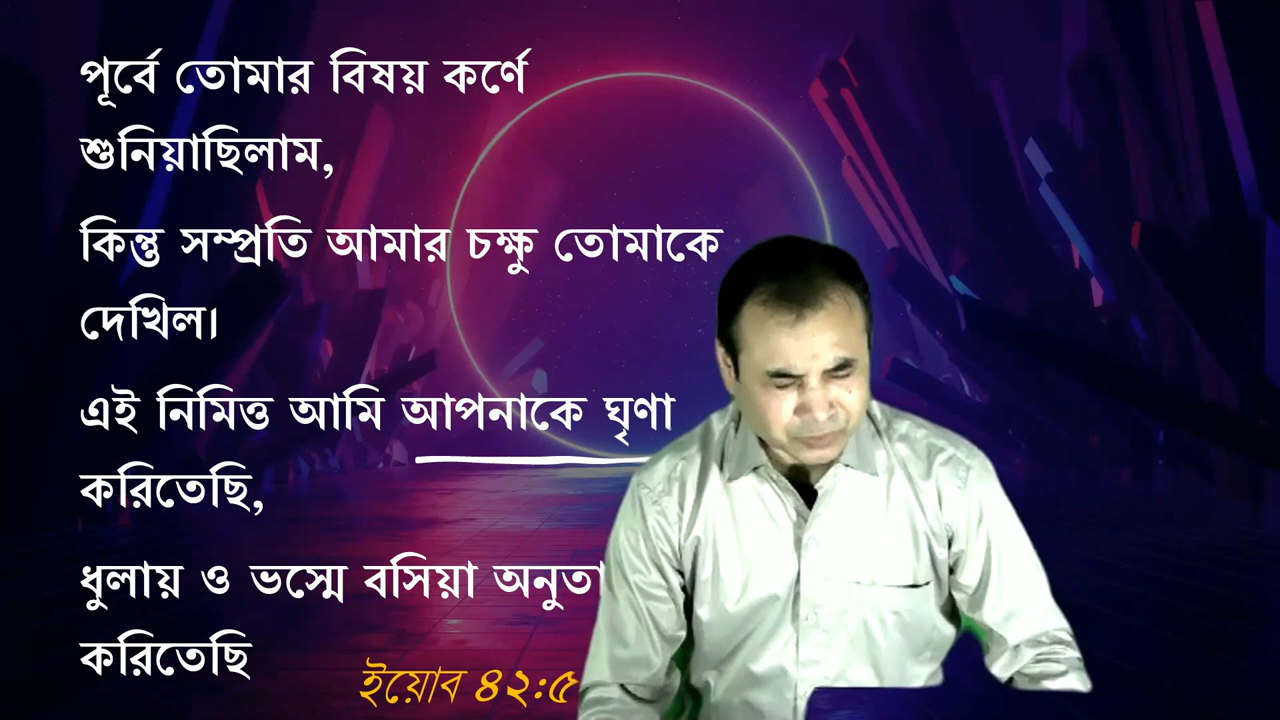 পূর্বে তোমার বিষয় কর্ণে
শুনিয়াছিলাম,
কিন্তু সম্প্রতি আমার চক্ষু তোমাকে
দেখিল।
এই নিমিত্ত আমি আপনাকে ঘৃণা
করিতেছি,
ধুলায় ও ভস্মে বসিয়া
করিতেছি
ইয়োব ৪২:৫